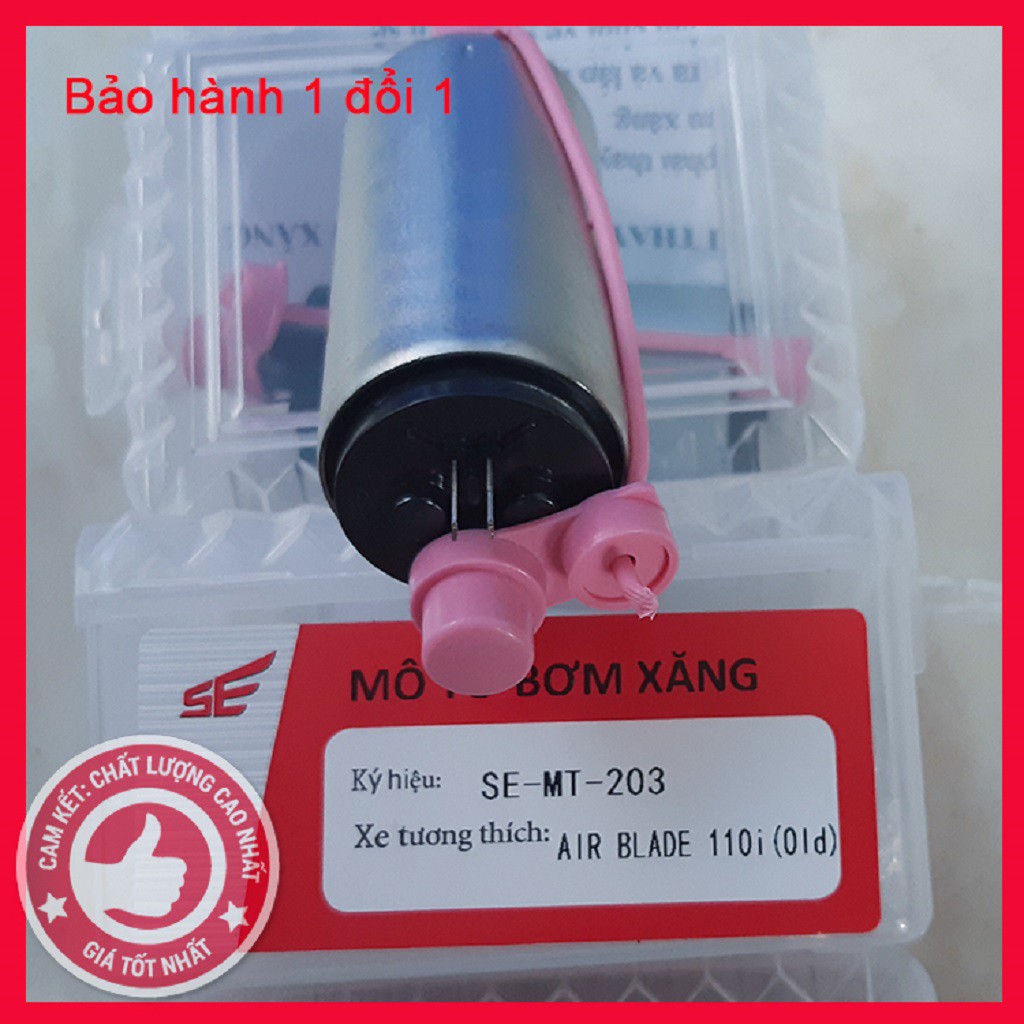 Bảo hành 1 đổi 1
SE
MÔ BƠM XĂNG
Ký hiệu: SE-MT-203
Xe tương thích: AIR BLADE 110i(Old)
CAM KẾT: CHẤT LƯỢNG CAO NHẤT
GIÁ TỐT NHẤT